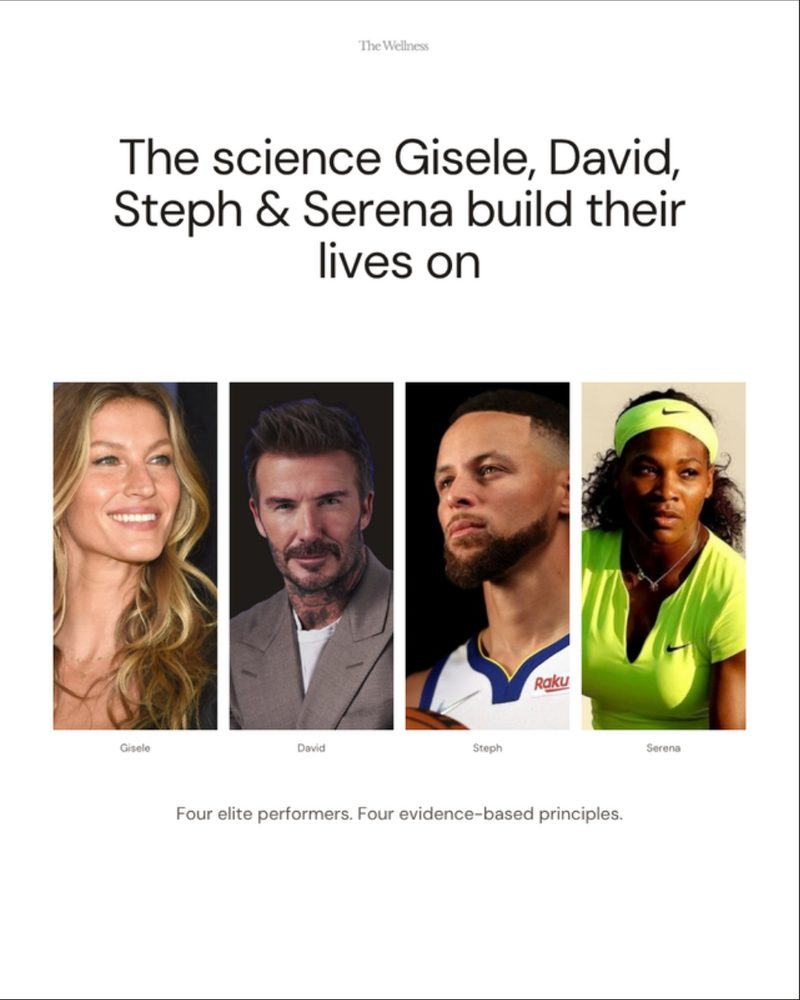 The Wellness
The science Gisele, David,
Steph & Serena build their
lives on
Raku
Gisele
David
Steph
Serena
Four elite performers. Four evidence-based principles.